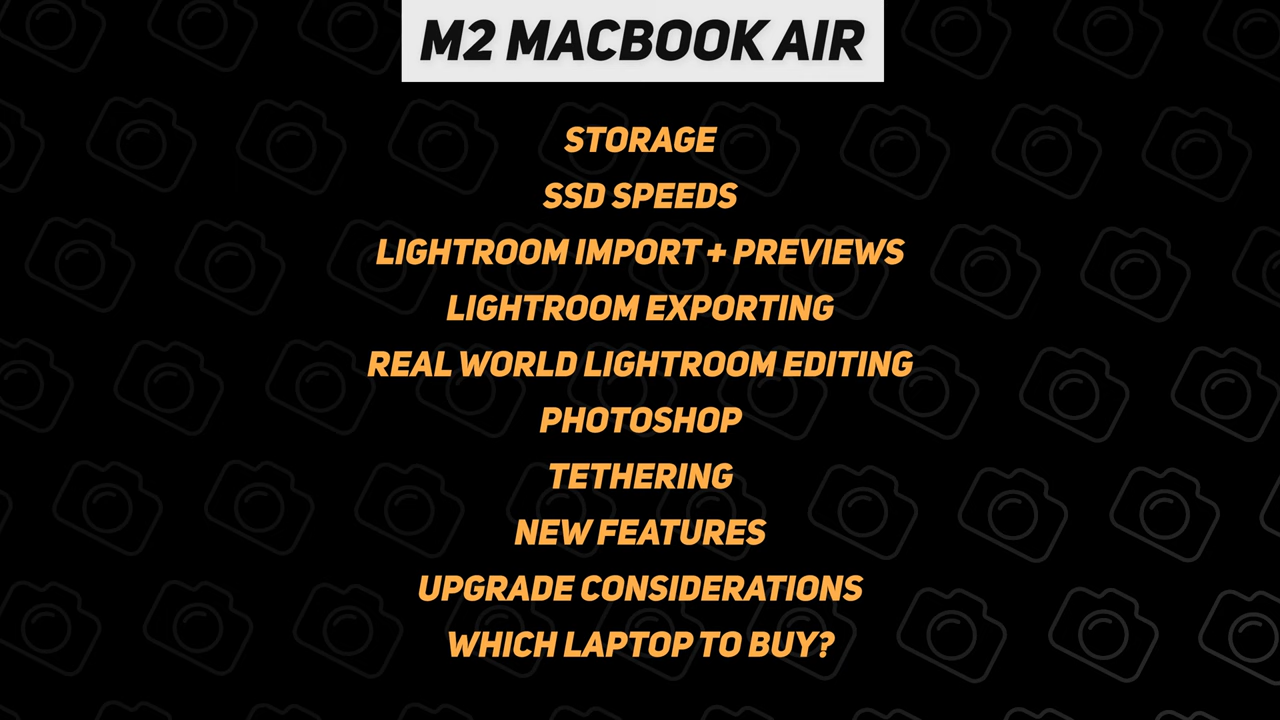 M2 MACBOOK AIR
STORAGE
SSD SPEEDS
LIGHTROOM IMPORT + PREVIEWS
LIGHTROOM EXPORTING
REAL WORLD LIGHTROOM EDITING
PHOTOSHOP
TETHERING
NEW FEATURES
UPGRADE CONSIDERATIONS
WHICH LAPTOP TO BUY?